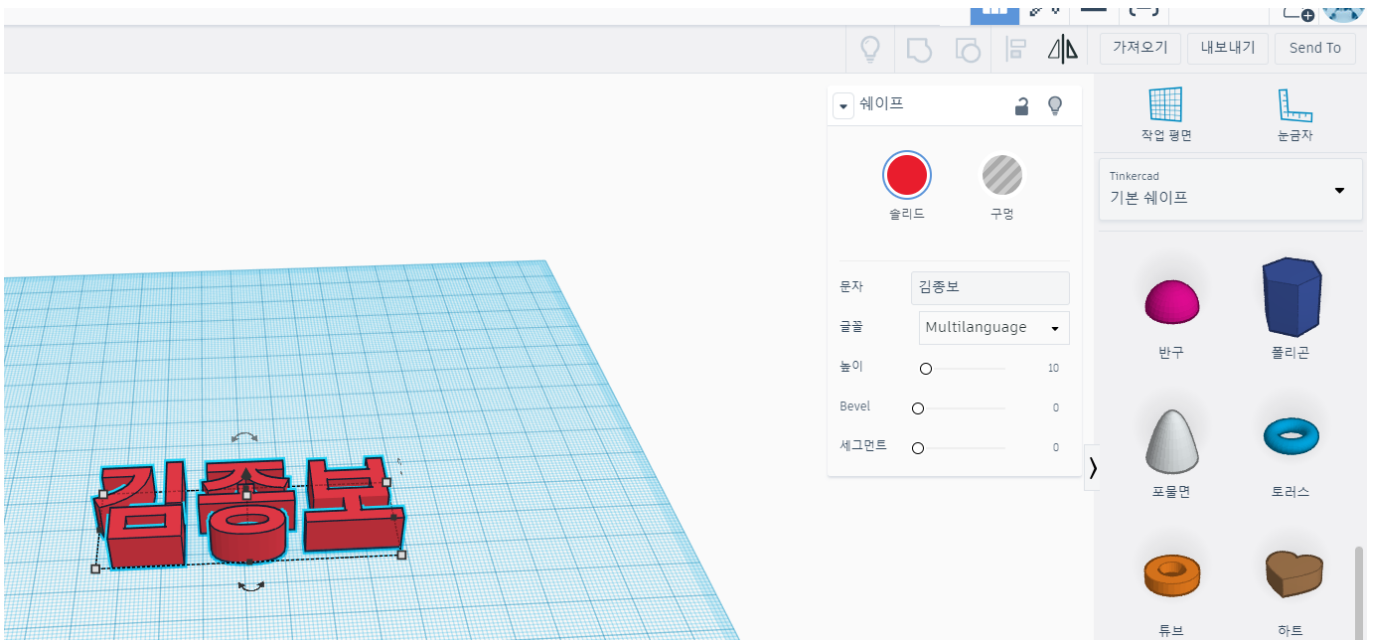 가져오기 내보내기 Send To
쉐이프
작업 평면 눈금자
Tinkercad
기본 쉐이프
솔리드 구멍
문자 김종보
글꼴 Multilanguage
높이 10
Bevel 0
세그먼트 0
반구 폴리곤
포물면 토러스
튜브 하트
김종보